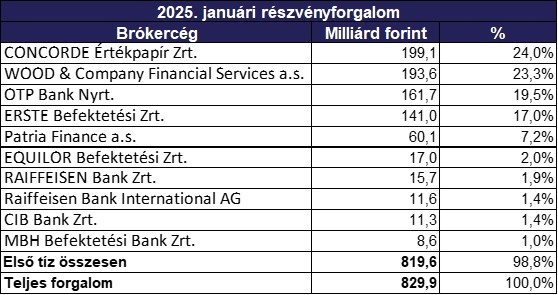 2025. januári részvényforgalom
Brókercég Milliárd forint %
CONCORDE Értékpapír Zrt. 199,1 24,0%
WOOD & Company Financial Services a.s. 193,6 23,3%
OTP Bank Nyrt. 161,7 19,5%
ERSTE Befektetési Zrt. 141,0 17,0%
Patria Finance a.s. 60,1 7,2%
EQUILOR Befektetési Zrt. 17,0 2,0%
RAIFFEISEN Bank Zrt. 15,7 1,9%
Raiffeisen Bank International AG 11,6 1,4%
CIB Bank Zrt. 11,3 1,4%
MBH Befektetési Bank Zrt. 8,6 1,0%
Első tíz összesen 819,6 98,8%
Teljes forgalom 829,9 100,0%